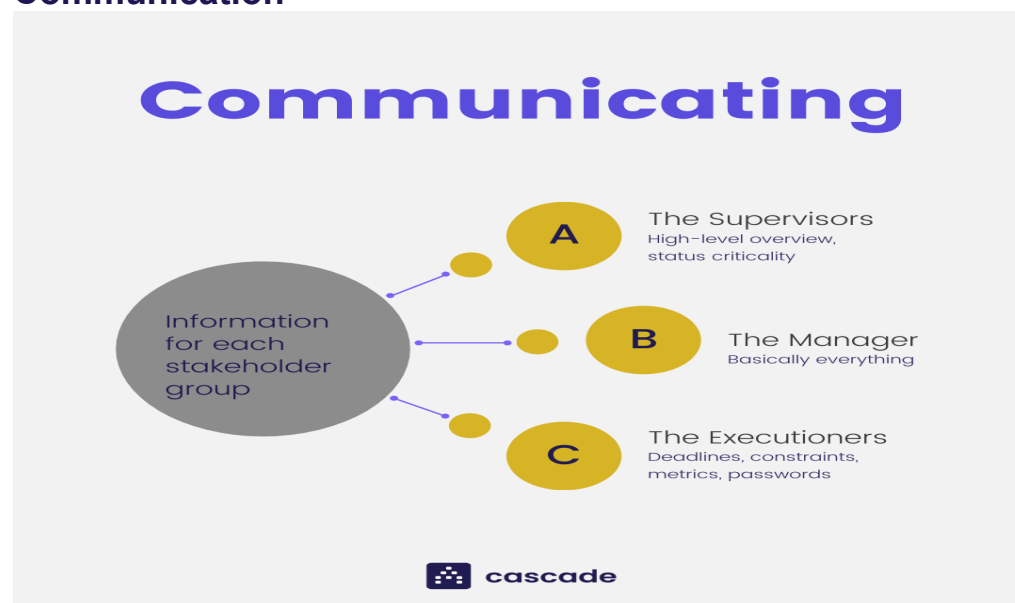 Communication
Communicating
Information
for each
stakeholder
group
A
The Supervisors
High-level overview,
status criticality
B
The Manager
Basically everything
C
The Executioners
Deadlines, constraints,
metrics, passwords
cascade